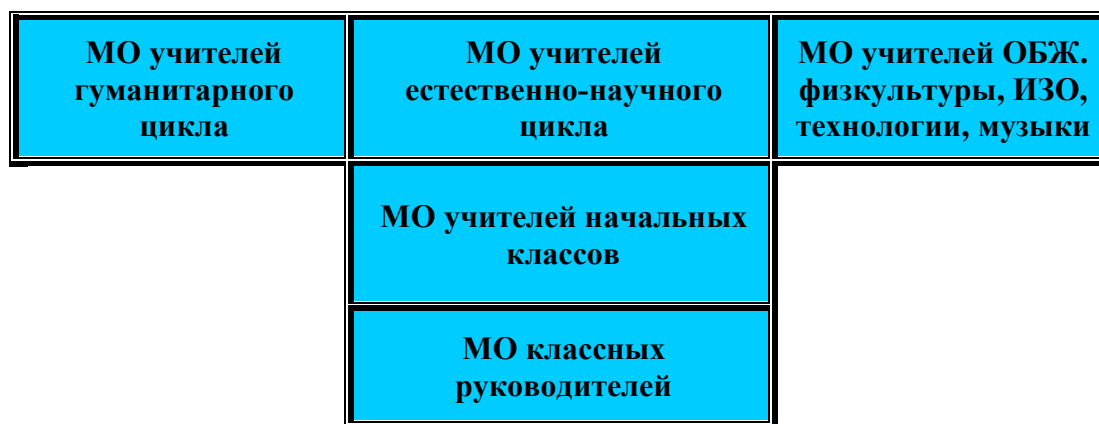 МО учителей
гуманитарного
цикла
МО учителей
естественно-научного
цикла
МО учителей ОБЖ.
физкультуры, ИЗО,
технологии, музыки
МО учителей начальных
классов
МО классных
руководителей